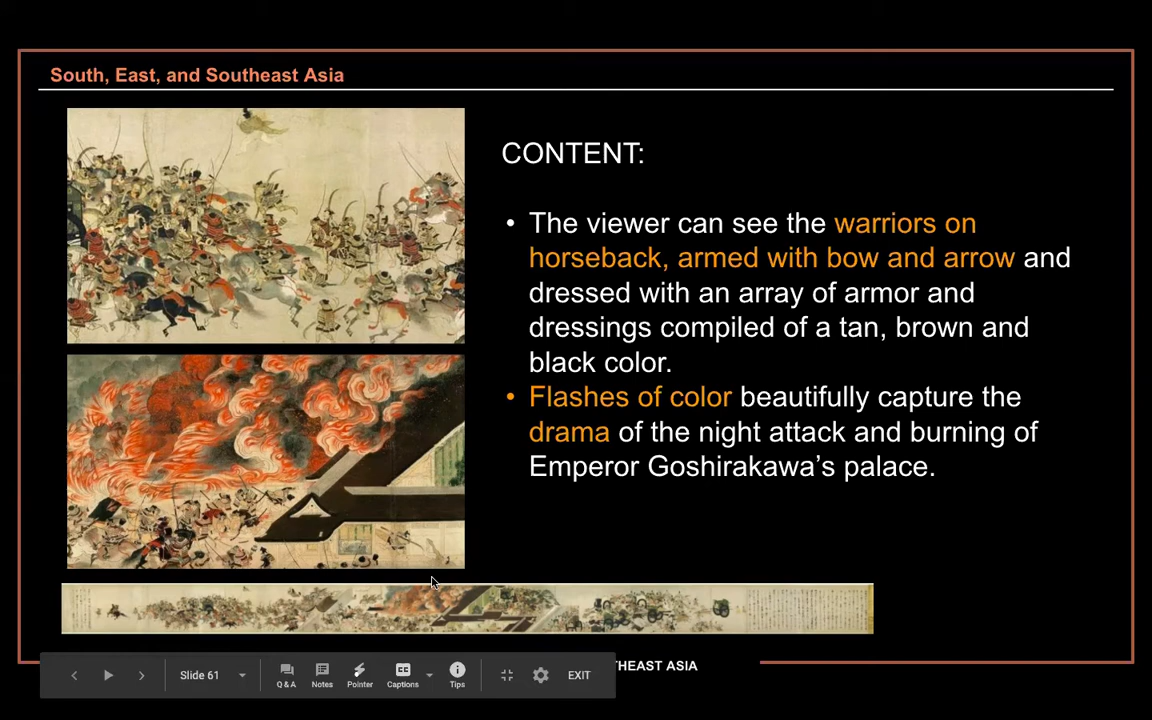 South, East, and Southeast Asia
CONTENT:
• The viewer can see the warriors on
horseback, armed with bow and arrow and
dressed with an array of armor and
dressings compiled of a tan, brown and
black color.
• Flashes of color beautifully capture the
drama of the night attack and burning of
Emperor Goshirakawa’s palace.
THEAST ASIA
Slide 61
Q & A
Notes
Pointer
CC
Captions
Tips
EXIT